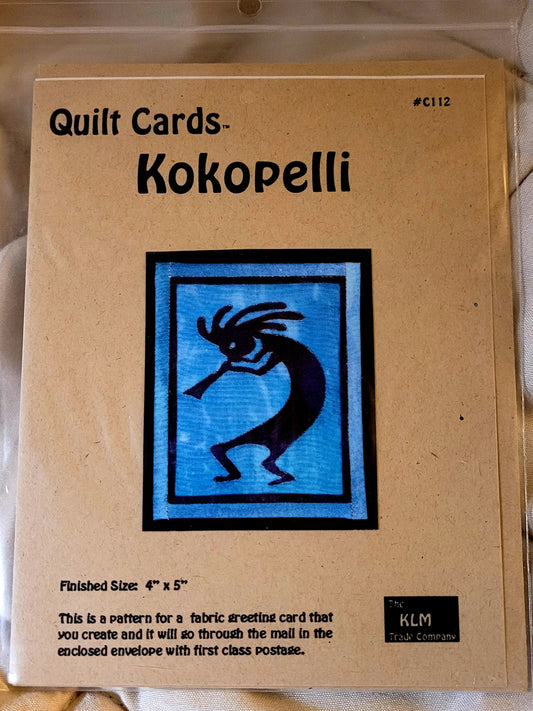 #C112
Quilt Cards™
Kokopelli
Finished Size: 4" x 5"
This is a pattern for a fabric greeting card that
you create and it will go through the mail in the
enclosed envelope with first class postage.
The
KLM
Trade Company